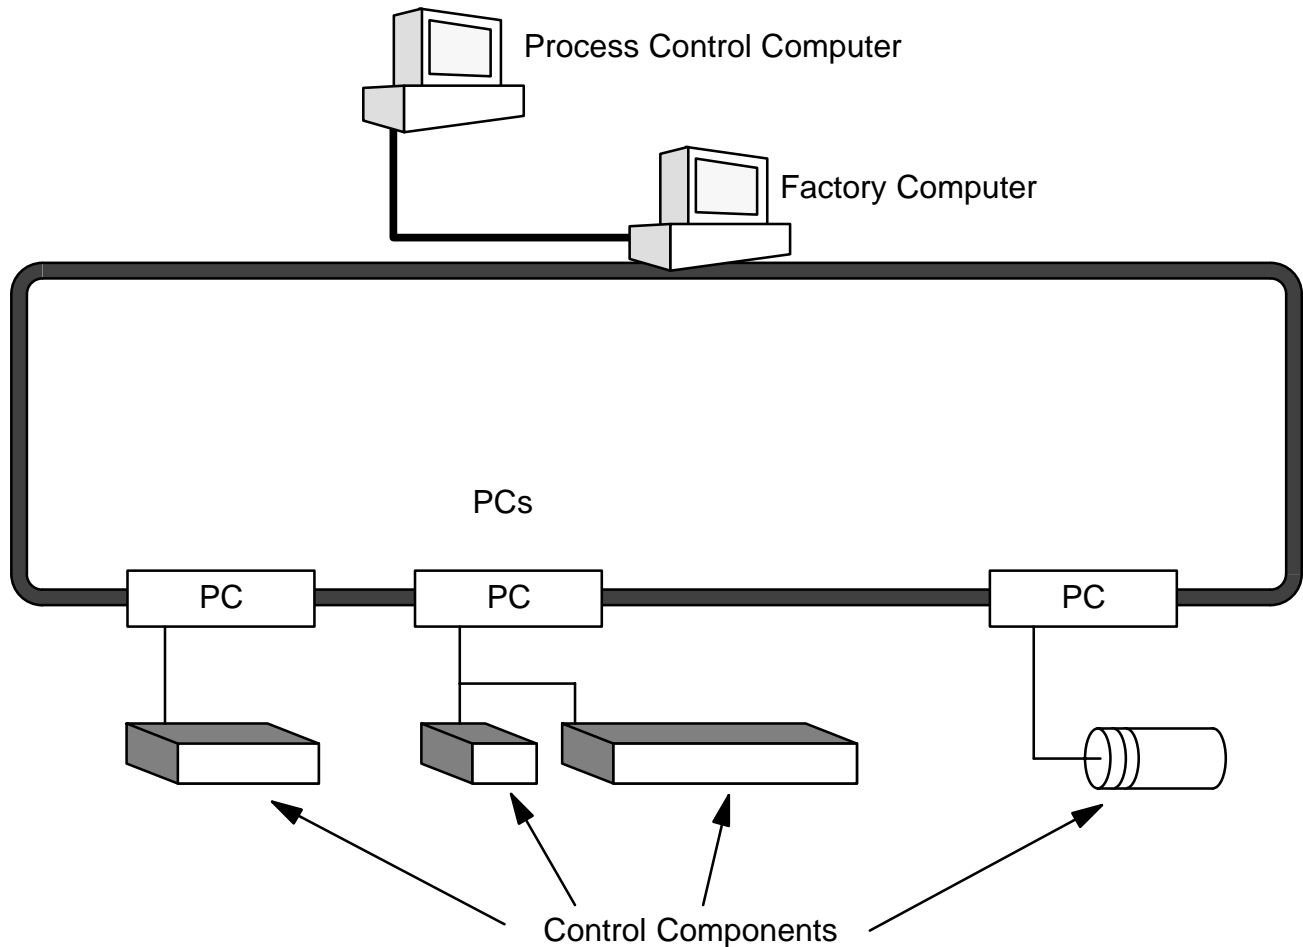 Process Control Computer
Factory Computer
PCs
PC
PC
PC
Control Components